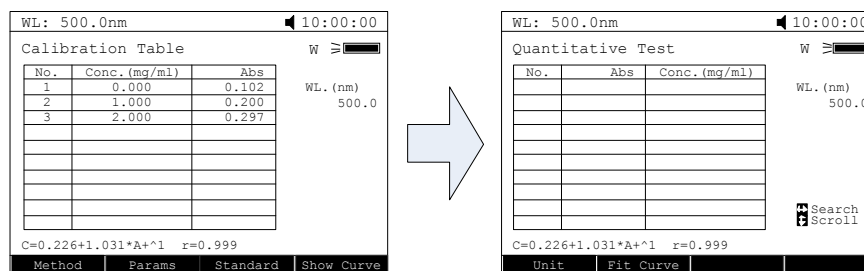 WL: 500.0nm 10:00:00
Calibration Table W
No. Conc.(mg/ml) Abs
1 0.000 0.102
2 1.000 0.200
3 2.000 0.297
WL.(nm)
500.0
C=0.226+1.031*A+^1 r=0.999
Method Params Standard Show Curve
WL: 500.0nm 10:00:00
Quantitative Test W
No. Abs Conc.(mg/ml)
WL.(nm)
500.0
Search
Scroll
C=0.226+1.031*A+^1 r=0.999
Unit Fit Curve